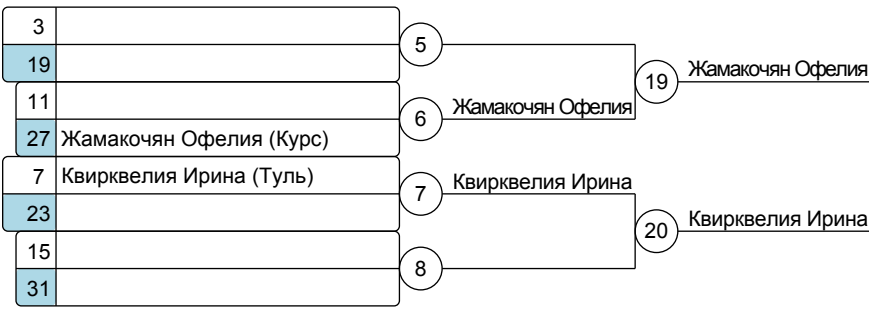 3
5
19
19 Жамакочян Офелия
11
6 Жамакочян Офелия
27 Жамакочян Офелия (Курс)
7 Квирквелия Ирина (Туль)
7 Квирквелия Ирина
23
20 Квирквелия Ирина
15
8
31